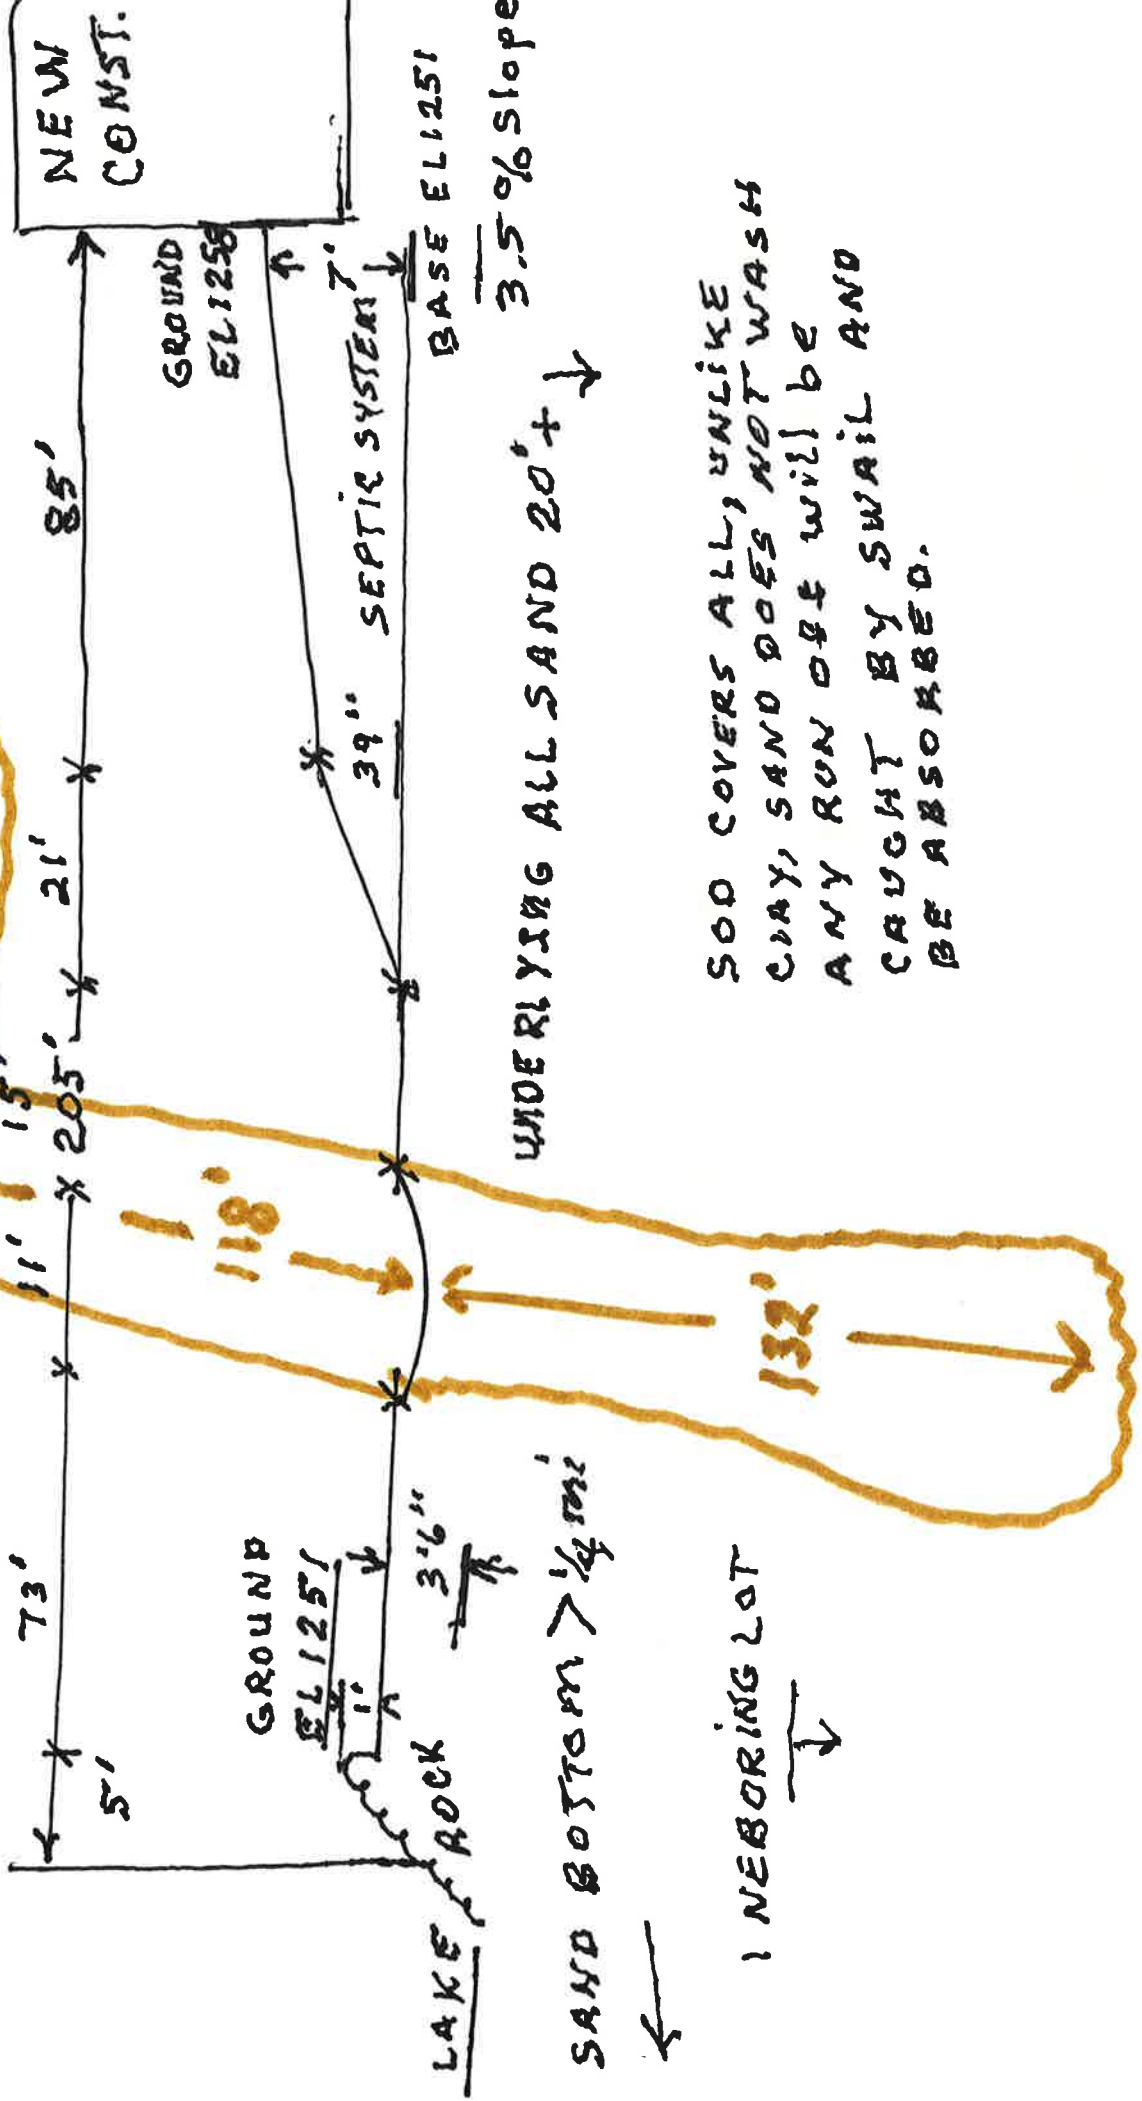 NEW
CONST.
85'
21'
15'
205'
11'
73'
5'
GROUND
EL1258
7'
BASE EL1251
3.5% Slope
SEPTIC SYSTEM
39"
118'
132'
GROUND
EL1251
1'
3'6"
ROCK
LAKE
UNDERLYING ALL SAND 20'+
SAND BOTTOM > 1/4 mi'
1 NEBORING LOT
SOD COVERS ALL, UNLIKE
CLAY, SAND DOES NOT WASH
ANY RUN OFF will be
CAUGHT BY SWAIL AND
BE ABSORBED.